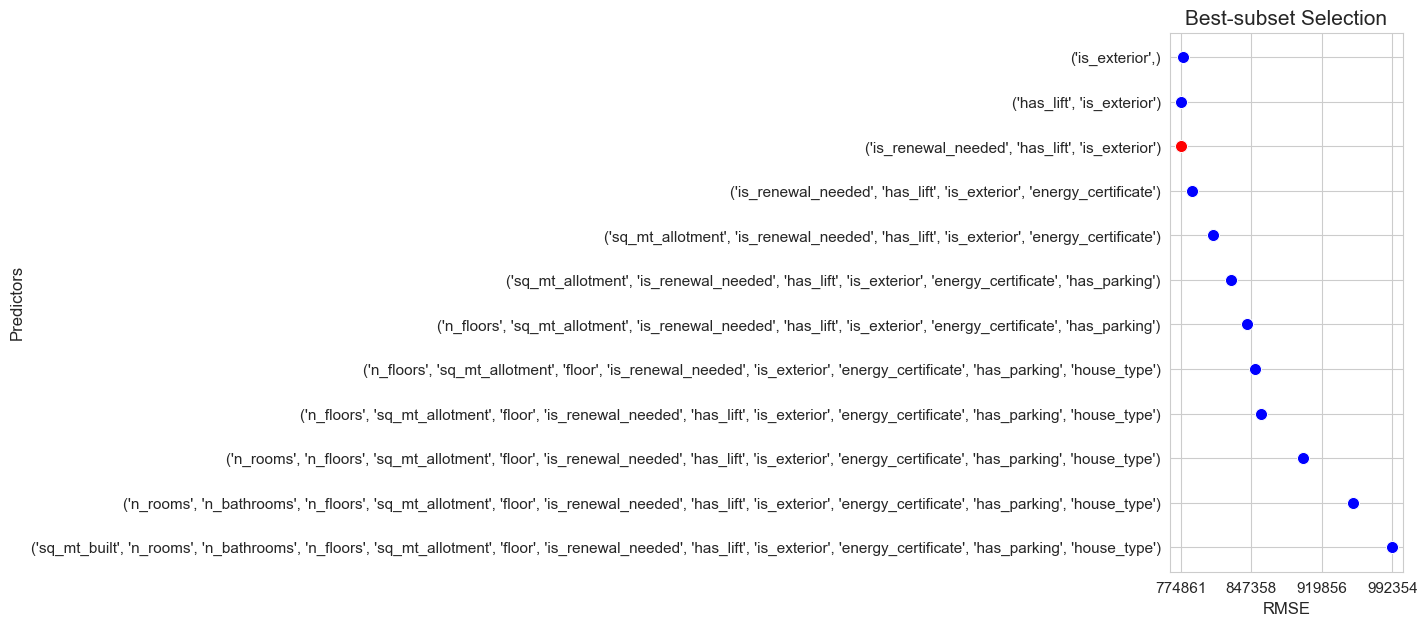 Best-subset Selection
('is_exterior',)
('has_lift', 'is_exterior')
('is_renewal_needed', 'has_lift', 'is_exterior')
('is_renewal_needed', 'has_lift', 'is_exterior', 'energy_certificate')
('sq_mt_allotment', 'is_renewal_needed', 'has_lift', 'is_exterior', 'energy_certificate')
('sq_mt_allotment', 'is_renewal_needed', 'has_lift', 'is_exterior', 'energy_certificate', 'has_parking')
('n_floors', 'sq_mt_allotment', 'is_renewal_needed', 'has_lift', 'is_exterior', 'energy_certificate', 'has_parking')
('n_floors', 'sq_mt_allotment', 'floor', 'is_renewal_needed', 'is_exterior', 'energy_certificate', 'has_parking', 'house_type')
('n_floors', 'sq_mt_allotment', 'floor', 'is_renewal_needed', 'has_lift', 'is_exterior', 'energy_certificate', 'has_parking', 'house_type')
('n_rooms', 'n_floors', 'sq_mt_allotment', 'floor', 'is_renewal_needed', 'has_lift', 'is_exterior', 'energy_certificate', 'has_parking', 'house_type')
('n_rooms', 'n_bathrooms', 'n_floors', 'sq_mt_allotment', 'floor', 'is_renewal_needed', 'has_lift', 'is_exterior', 'energy_certificate', 'has_parking', 'house_type')
('sq_mt_built', 'n_rooms', 'n_bathrooms', 'n_floors', 'sq_mt_allotment', 'floor', 'is_renewal_needed', 'has_lift', 'is_exterior', 'energy_certificate', 'has_parking', 'house_type')
Predictors
774861 847358 919856 992354
RMSE